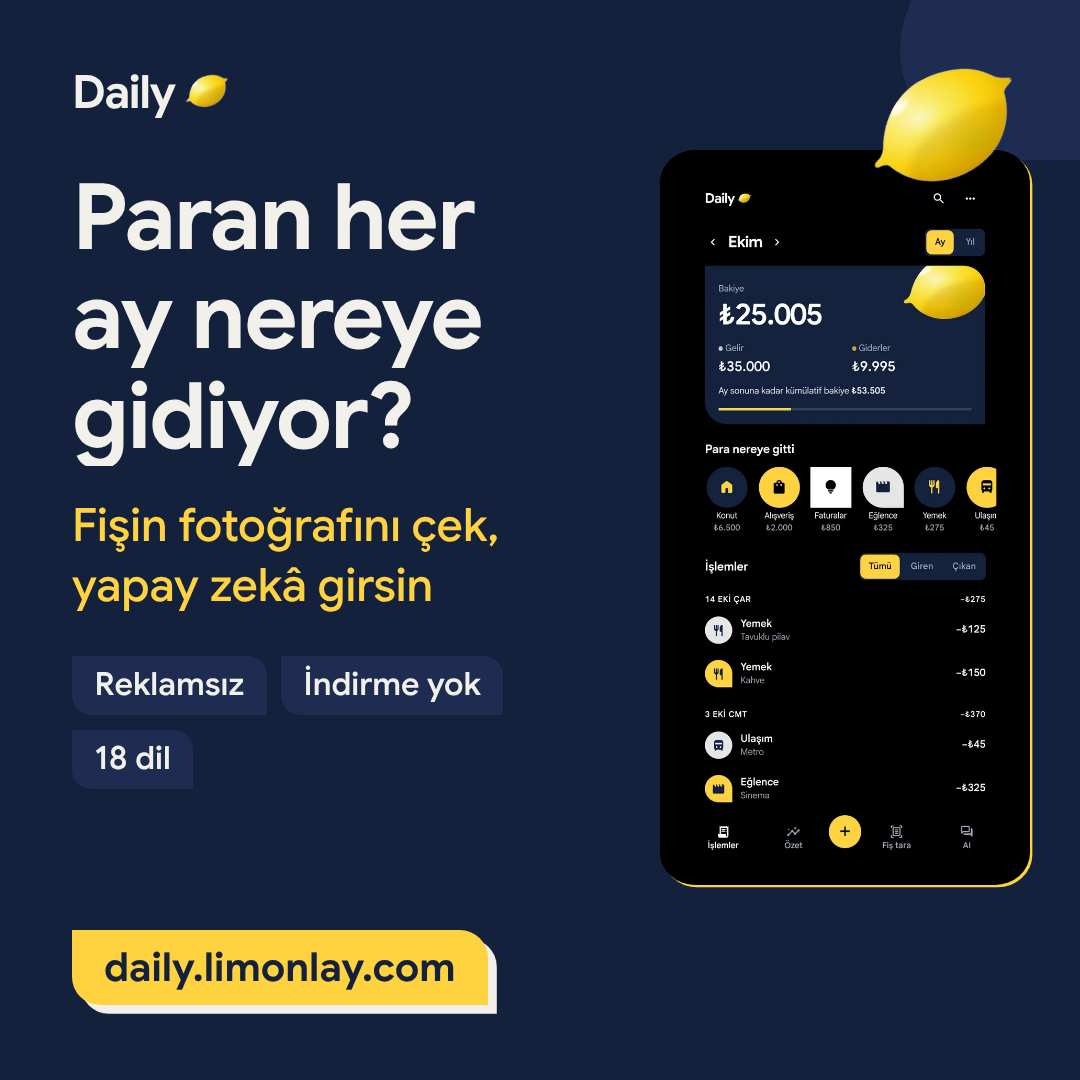 Daily
Paran her
ay nereye
gidiyor?
Fişin fotoğrafını çek,
yapay zekâ girsin
Reklamsız
İndirme yok
18 dil
daily.limonlay.com
Daily
Ekim
Ay
Yıl
Bakiye
₺25.005
Gelir
Giderler
₺35.000
₺9.995
Ay sonuna kadar kümülatif bakiye ₺53.505
Para nereye gitti
Konut
Alışveriş
Faturalar
Eğlence
Yemek
Ulaşım
₺6.500
₺2.000
₺850
₺325
₺275
₺45
İşlemler
Tümü
Giren
Çıkan
14 EKİ ÇAR
-₺275
Yemek
Tavuklu pilav
-₺125
Yemek
Kahve
-₺150
3 EKİ CMT
-₺370
Ulaşım
Metro
-₺45
Eğlence
Sinema
-₺325
İşlemler
Özet
+
Fiş tara
AI